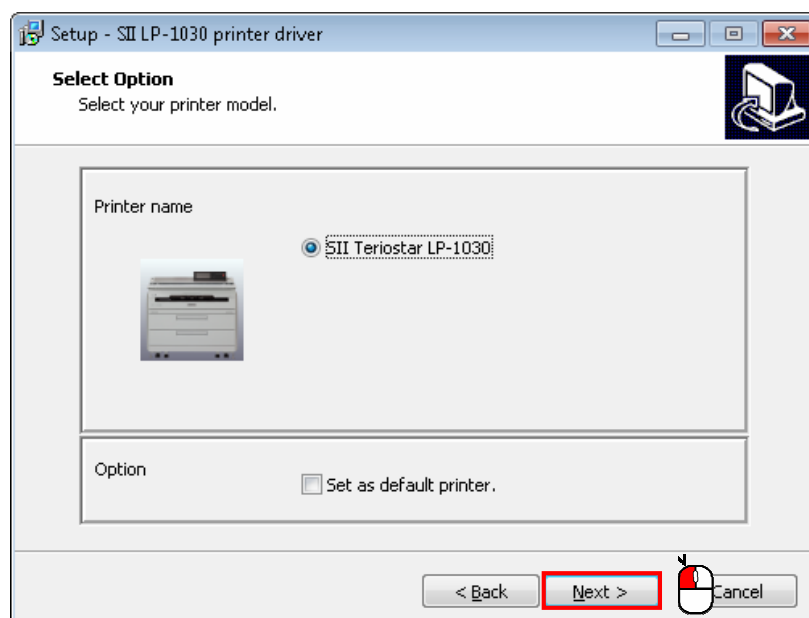 Setup - SII LP-1030 printer driver
Select Option
Select your printer model.
Printer name
SII Teriostar LP-1030
Option
Set as default printer.
< Back
Next >
Cancel